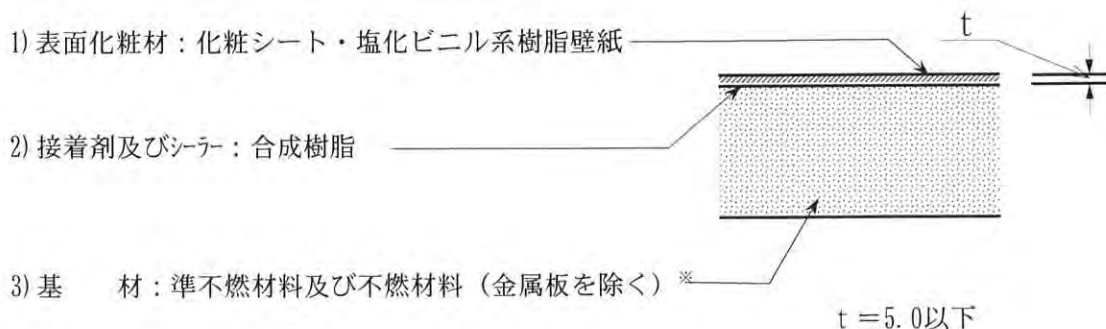 t
1) 表面化粧材：化粧シート・塩化ビニル系樹脂壁紙
2) 接着剤及びシーラー：合成樹脂
3) 基　　材：準不燃材料及び不燃材料（金属板を除く）※
t＝5.0以下